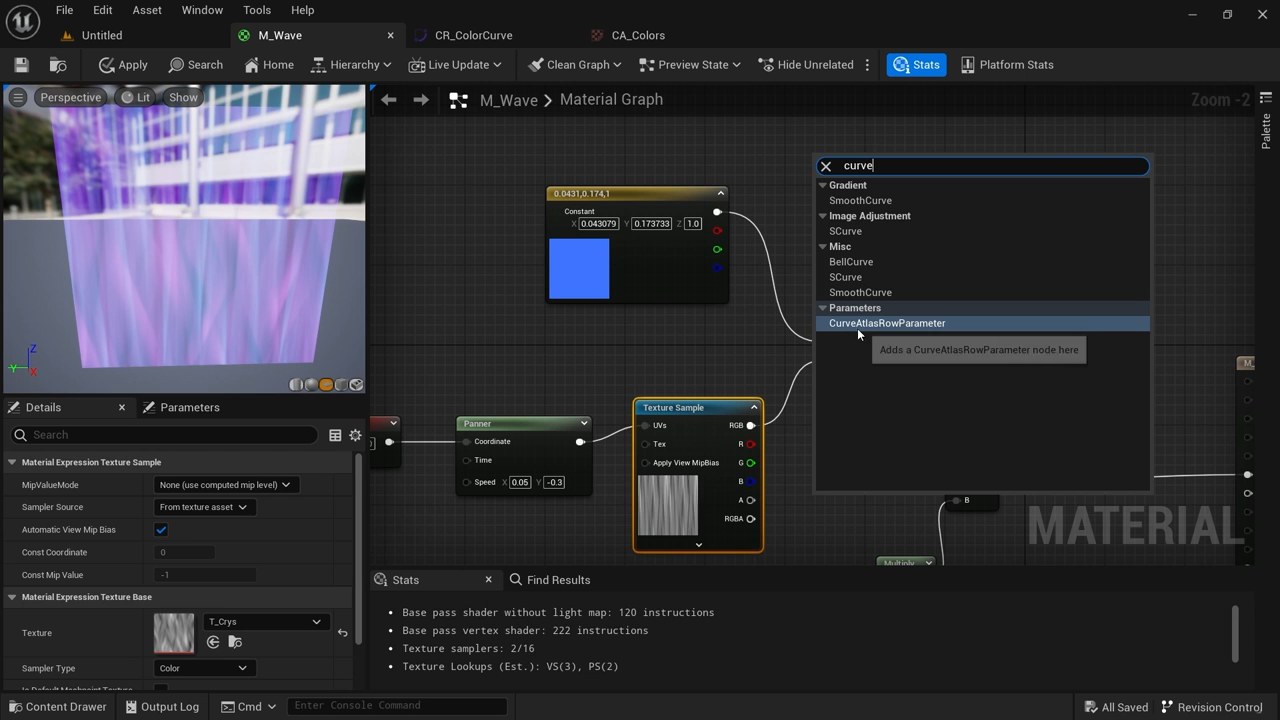 File Edit Asset Window Tools Help
Untitled M_Wave CR_ColorCurve CA_Colors
Apply Search Home Hierarchy Live Update Clean Graph Preview State Hide Unrelated Stats Platform Stats
Perspective Lit Show
M_Wave > Material Graph
Zoom -2
Palette
curve
Gradient
SmoothCurve
Image Adjustment
SCurve
Misc
BellCurve
SCurve
SmoothCurve
Parameters
CurveAtlasRowParameter
Adds a CurveAtlasRowParameter node here
0.0431,0.174,1
Constant
X 0.043079 Y 0.173733 Z 1.0
Z
Y
X
Panner
Coordinate
Time
Speed X 0.05 Y -0.3
Texture Sample
UVs RGB
Tex R
Apply View MipBias G
B
A
RGBA
B
Multiply
MATERIAL
Details Parameters
Search
Material Expression Texture Sample
MipValueMode None (use computed mip level)
Sampler Source From texture asset
Automatic View Mip Bias
Const Coordinate 0
Const Mip Value -1
Material Expression Texture Base
Texture T_Crys
Sampler Type Color
Stats Find Results
Base pass shader without light map: 120 instructions
Base pass vertex shader: 222 instructions
Texture samplers: 2/16
Texture Lookups (Est.): VS(3), PS(2)
Content Drawer Output Log Cmd Enter Console Command All Saved Revision Control